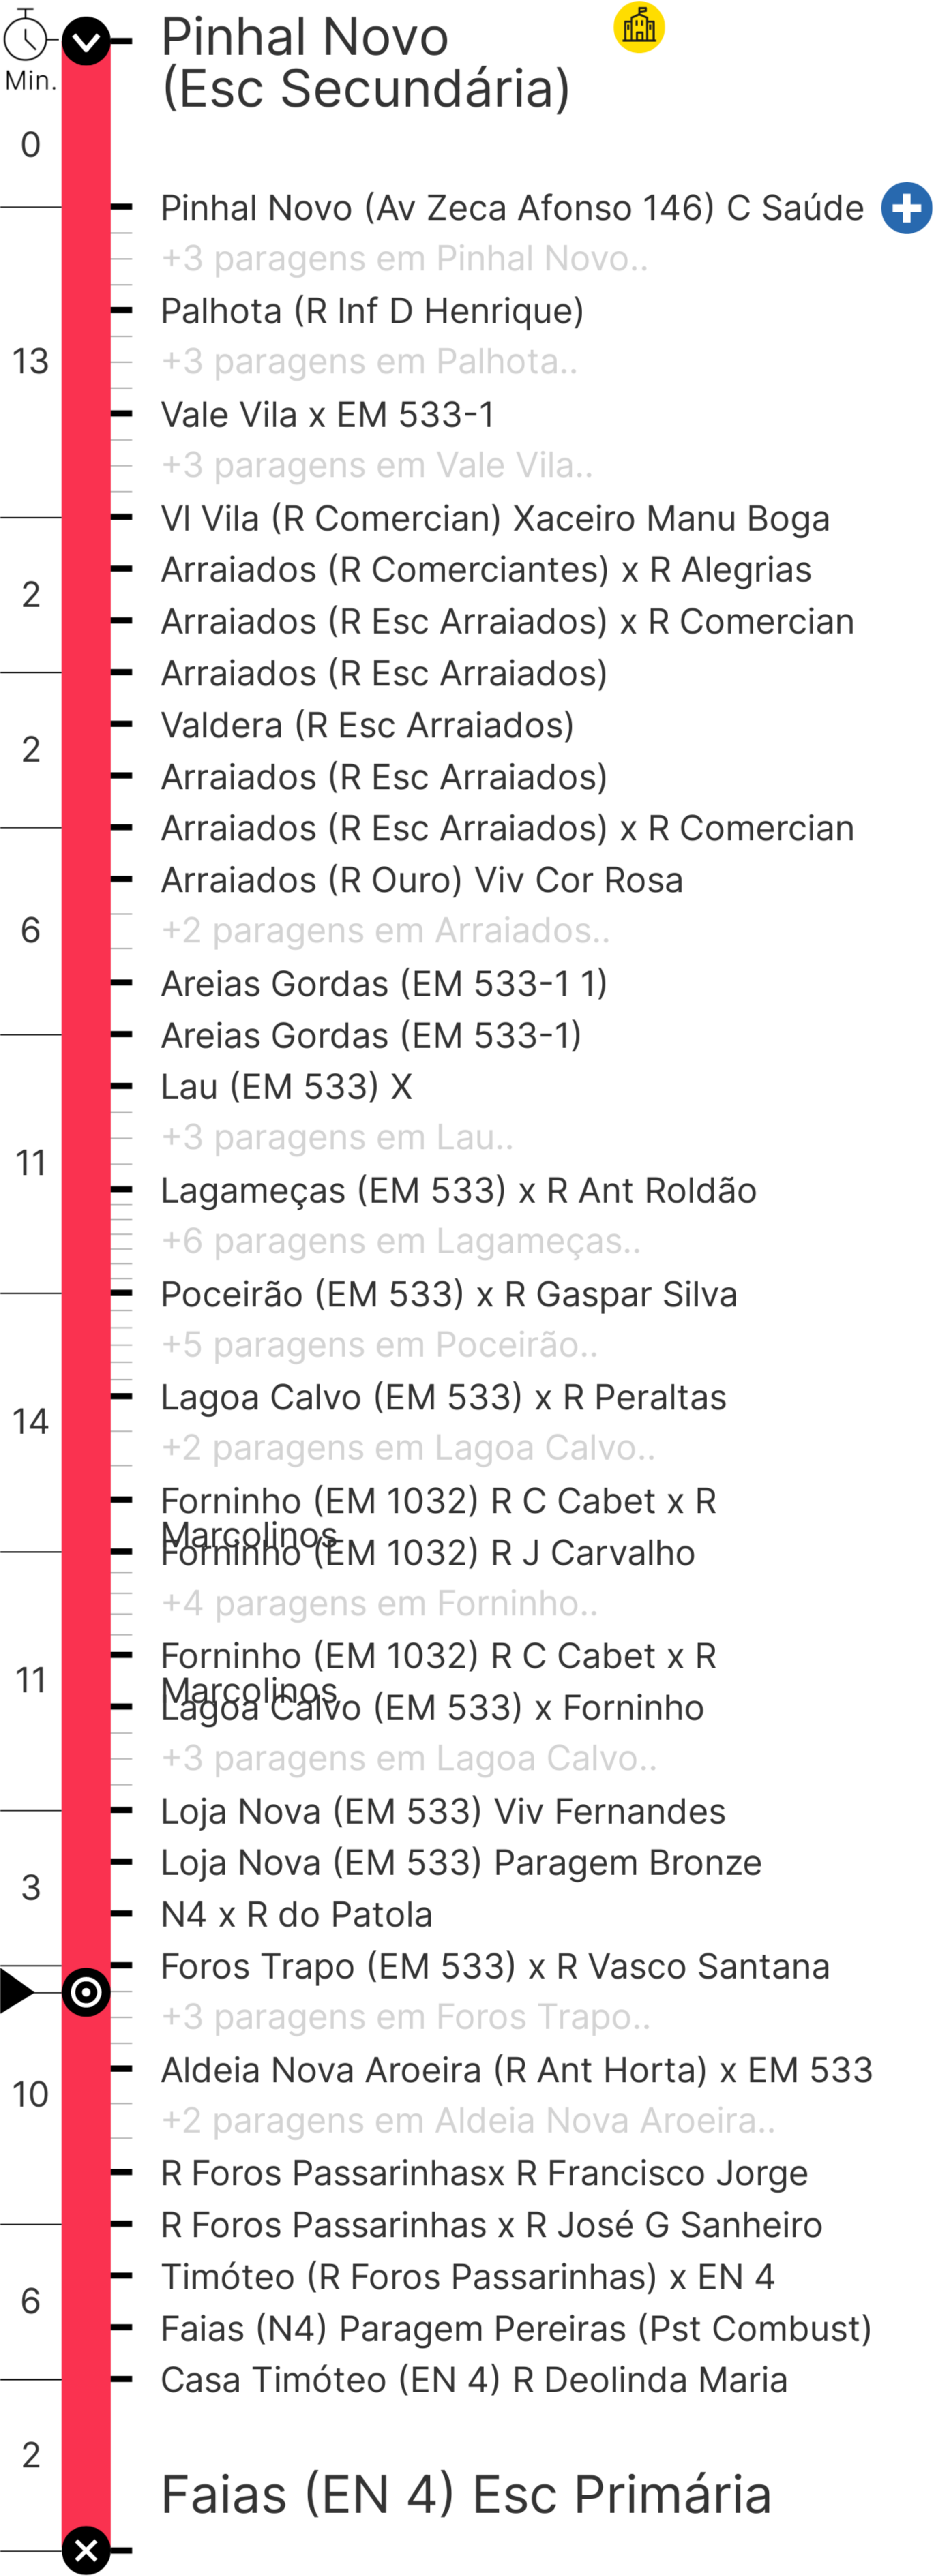 Pinhal Novo
(Esc Secundária)
Min.
0
Pinhal Novo (Av Zeca Afonso 146) C Saúde
+3 paragens em Pinhal Novo..
Palhota (R Inf D Henrique)
13
+3 paragens em Palhota..
Vale Vila x EM 533-1
+3 paragens em Vale Vila..
Vl Vila (R Comercian) Xaceiro Manu Boga
Arraiados (R Comerciantes) x R Alegrias
2
Arraiados (R Esc Arraiados) x R Comercian
Arraiados (R Esc Arraiados)
Valdera (R Esc Arraiados)
2
Arraiados (R Esc Arraiados)
Arraiados (R Esc Arraiados) x R Comercian
Arraiados (R Ouro) Viv Cor Rosa
6
+2 paragens em Arraiados..
Areias Gordas (EM 533-1 1)
Areias Gordas (EM 533-1)
Lau (EM 533) X
+3 paragens em Lau..
11
Lagameças (EM 533) x R Ant Roldão
+6 paragens em Lagameças..
Poceirão (EM 533) x R Gaspar Silva
+5 paragens em Poceirão..
Lagoa Calvo (EM 533) x R Peraltas
14
+2 paragens em Lagoa Calvo..
Forninho (EM 1032) R C Cabet x R
Marcolinos
Forninho (EM 1032) R J Carvalho
+4 paragens em Forninho..
Forninho (EM 1032) R C Cabet x R
Marcolinos
11
Lagoa Calvo (EM 533) x Forninho
+3 paragens em Lagoa Calvo..
Loja Nova (EM 533) Viv Fernandes
Loja Nova (EM 533) Paragem Bronze
3
N4 x R do Patola
Foros Trapo (EM 533) x R Vasco Santana
+3 paragens em Foros Trapo..
Aldeia Nova Aroeira (R Ant Horta) x EM 533
10
+2 paragens em Aldeia Nova Aroeira..
R Foros Passarinhasx R Francisco Jorge
R Foros Passarinhas x R José G Sanheiro
Timóteo (R Foros Passarinhas) x EN 4
6
Faias (N4) Paragem Pereiras (Pst Combust)
Casa Timóteo (EN 4) R Deolinda Maria
2
Faias (EN 4) Esc Primária